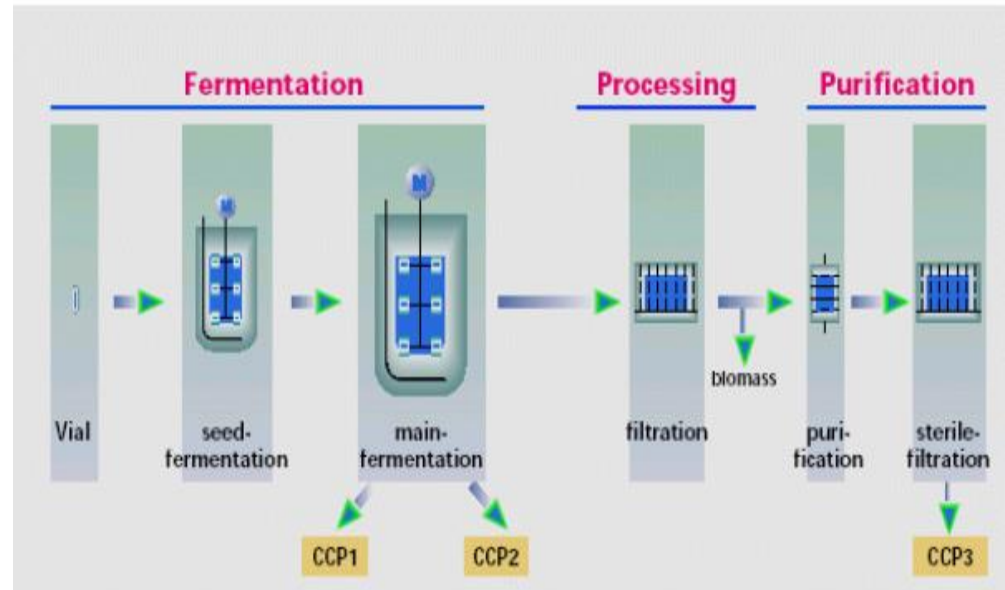 Fermentation
Processing
Purification
M
M
biomass
Vial
seed-
fermentation
main-
fermentation
filtration
puri-
fication
sterile-
filtration
CCP1
CCP2
CCP3